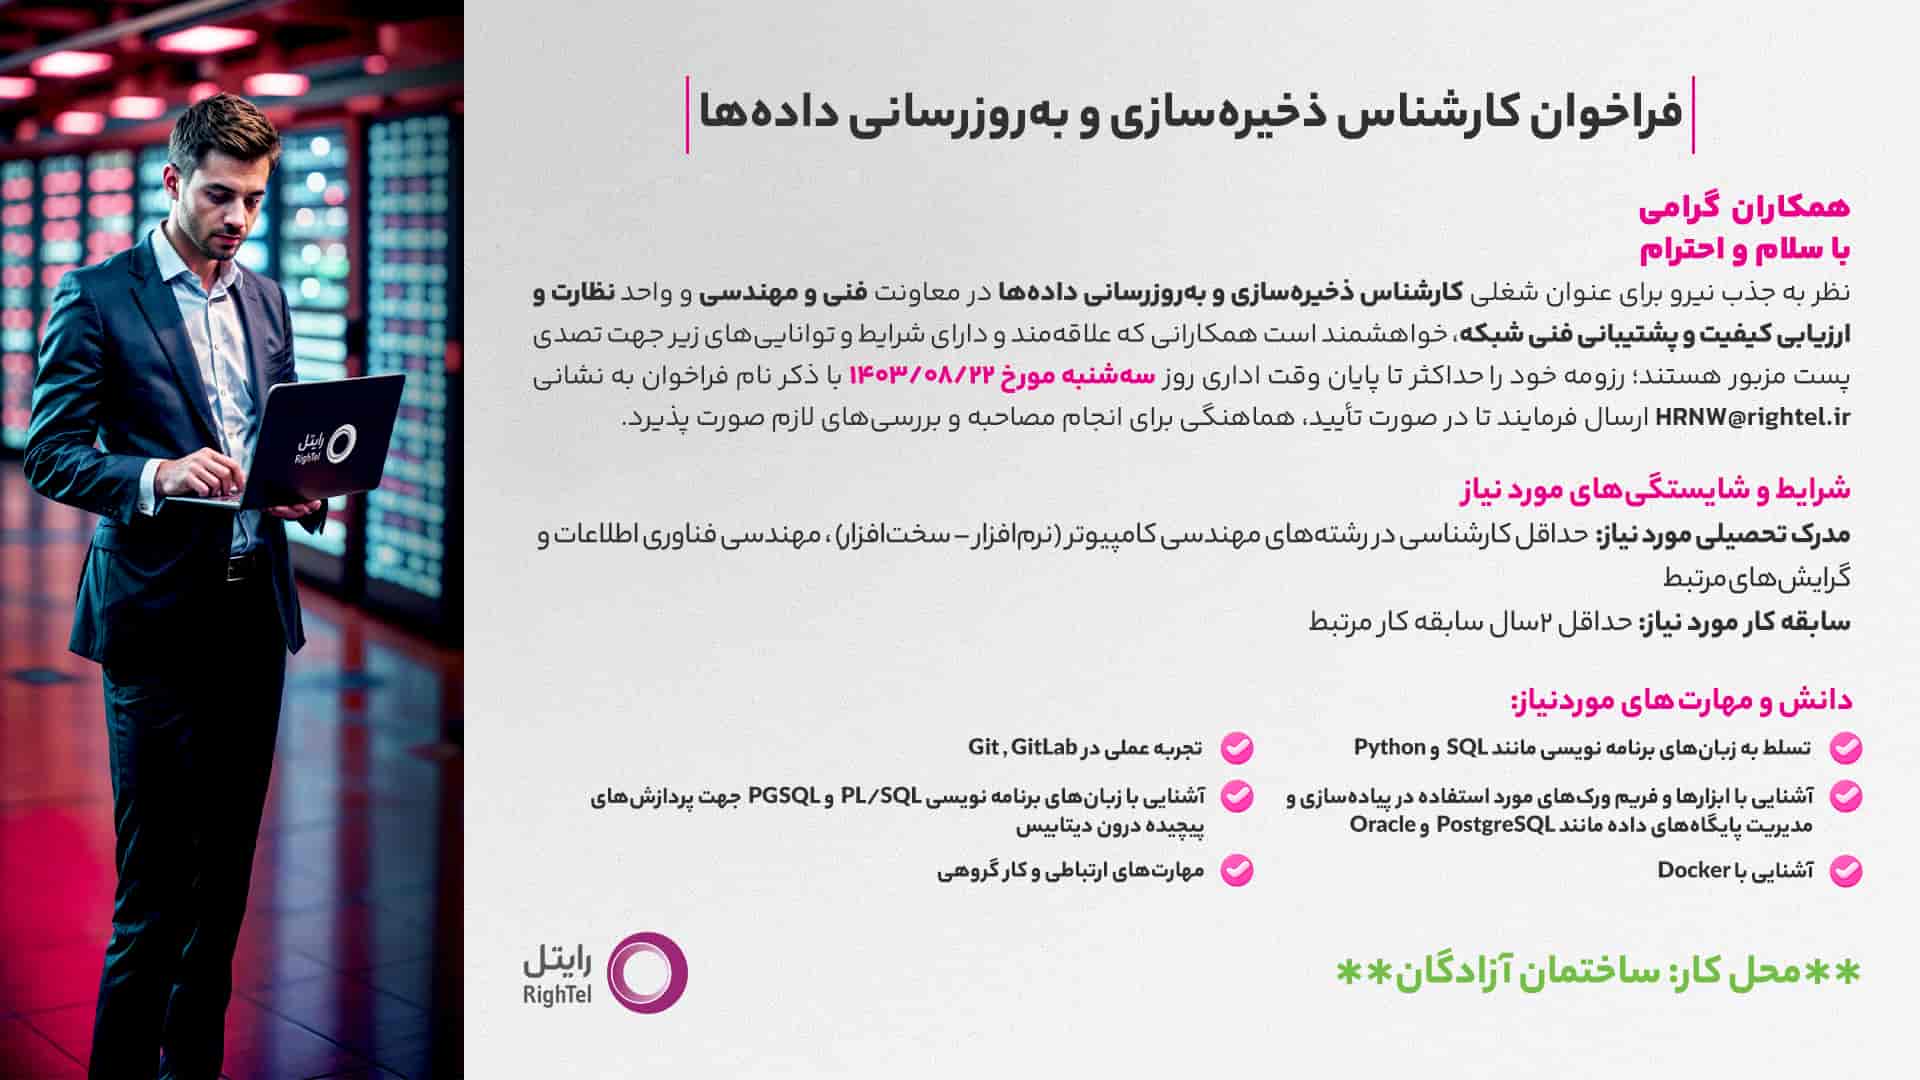 فراخوان کارشناس ذخیره‌سازی و به‌روزرسانی داده‌ها
همکاران گرامی
با سلام و احترام
نظر به جذب نیرو برای عنوان شغلی کارشناس ذخیره‌سازی و به‌روزرسانی داده‌ها در معاونت فنی و مهندسی و واحد نظارت و
ارزیابی کیفیت و پشتیبانی فنی شبکه، خواهشمند است همکارانی که علاقه‌مند و دارای شرایط و توانایی‌های زیر جهت تصدی
پست مزبور هستند؛ رزومه خود را حداکثر تا پایان وقت اداری روز سه‌شنبه مورخ ۱۴۰۳/۰۸/۲۲ با ذکر نام فراخوان به نشانی
HRNW@rightel.ir ارسال فرمایند تا در صورت تأیید، هماهنگی برای انجام مصاحبه و بررسی‌های لازم صورت پذیرد.
شرایط و شایستگی‌های مورد نیاز
مدرک تحصیلی مورد نیاز: حداقل کارشناسی در رشته‌های مهندسی کامپیوتر (نرم‌افزار – سخت‌افزار) ، مهندسی فناوری اطلاعات و
گرایش‌های مرتبط
سابقه کار مورد نیاز: حداقل ۲سال سابقه کار مرتبط
دانش و مهارت های موردنیاز:
تسلط به زبان‌های برنامه نویسی مانند SQL و Python
آشنایی با ابزارها و فریم ورک‌های مورد استفاده در پیاده‌سازی و
مدیریت پایگاه‌های داده مانند PostgreSQL و Oracle
آشنایی با Docker
تجربه عملی در Git , GitLab
آشنایی با زبان‌های برنامه نویسی PL/SQL و PGSQL جهت پردازش‌های
پیچیده درون دیتابیس
مهارت‌های ارتباطی و کار گروهی
**محل کار: ساختمان آزادگان**
رایتل
RighTel
رایتل
RighTel